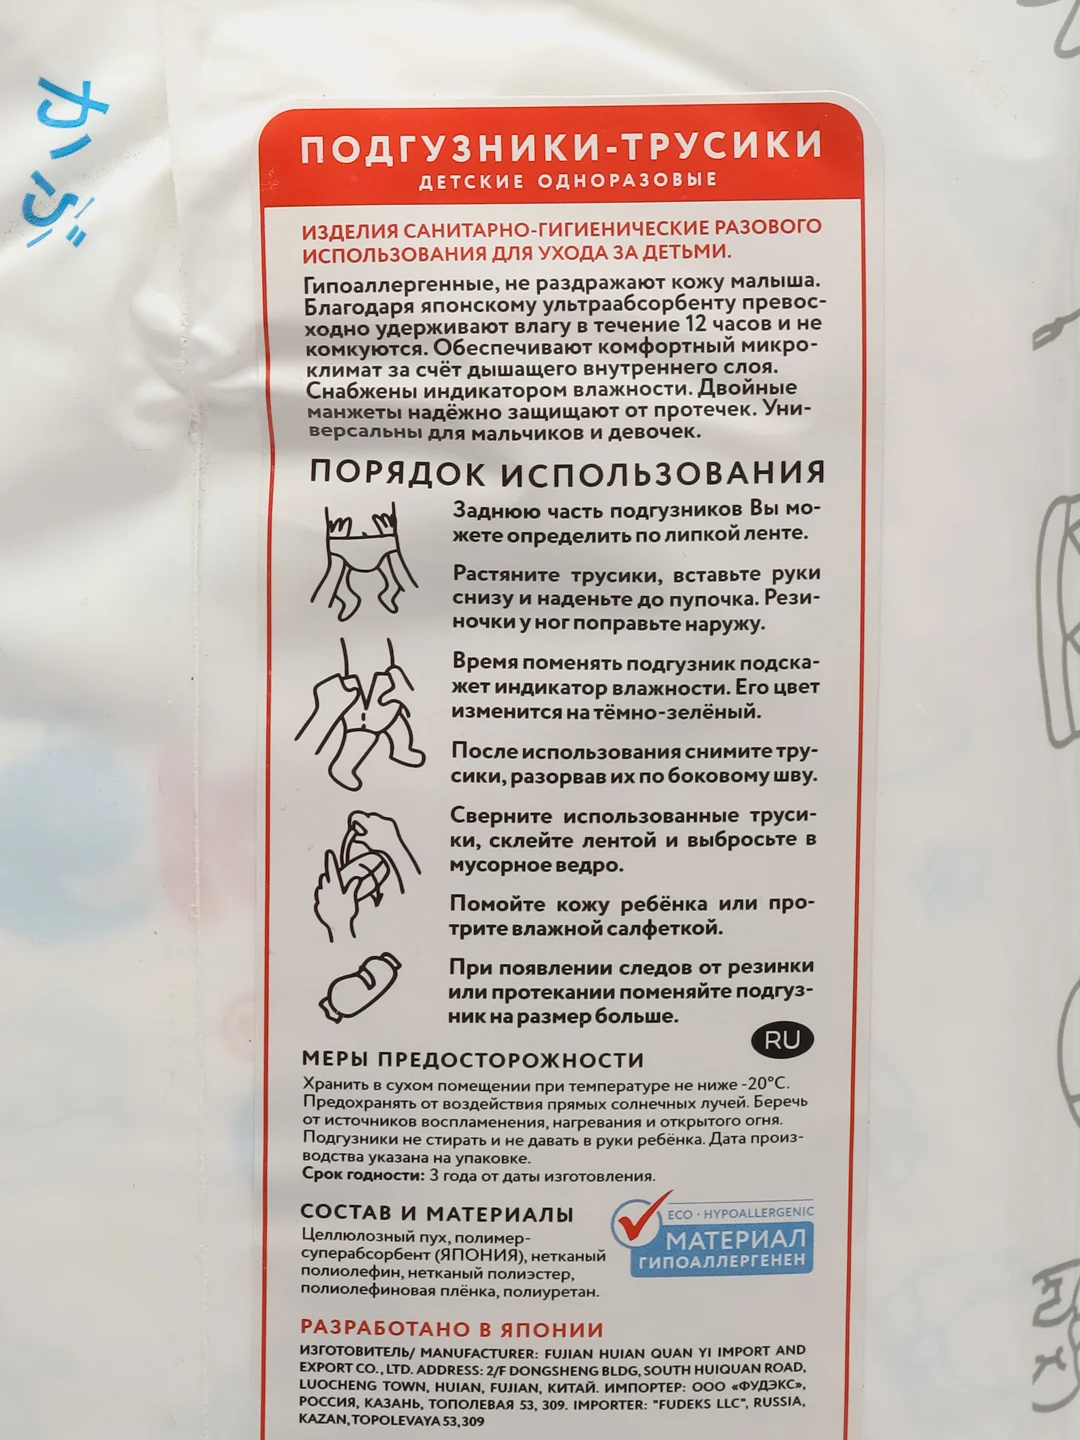 ПОДГУЗНИКИ-ТРУСИКИ
ДЕТСКИЕ ОДНОРАЗОВЫЕ
ИЗДЕЛИЯ САНИТАРНО-ГИГИЕНИЧЕСКИЕ РАЗОВОГО
ИСПОЛЬЗОВАНИЯ ДЛЯ УХОДА ЗА ДЕТЬМИ.
Гипоаллергенные, не раздражают кожу малыша.
Благодаря японскому ультраабсорбенту превос-
ходно удерживают влагу в течение 12 часов и не
комкуются. Обеспечивают комфортный микро-
климат за счёт дышащего внутреннего слоя.
Снабжены индикатором влажности. Двойные
манжеты надёжно защищают от протечек. Уни-
версальны для мальчиков и девочек.
ПОРЯДОК ИСПОЛЬЗОВАНИЯ
Заднюю часть подгузников Вы мо-
жете определить по липкой ленте.
Растяните трусики, вставьте руки
снизу и наденьте до пупочка. Рези-
ночки у ног поправьте наружу.
Время поменять подгузник подска-
жет индикатор влажности. Его цвет
изменится на тёмно-зелёный.
После использования снимите тру-
сики, разорвав их по боковому шву.
Сверните использованные труси-
ки, склейте лентой и выбросьте в
мусорное ведро.
Помойте кожу ребёнка или про-
трите влажной салфеткой.
При появлении следов от резинки
или протекании поменяйте подгуз-
ник на размер больше.
RU
МЕРЫ ПРЕДОСТОРОЖНОСТИ
Хранить в сухом помещении при температуре не ниже -20°C.
Предохранять от воздействия прямых солнечных лучей. Беречь
от источников воспламенения, нагревания и открытого огня.
Подгузники не стирать и не давать в руки ребёнка. Дата произ-
водства указана на упаковке.
Срок годности: 3 года от даты изготовления.
СОСТАВ И МАТЕРИАЛЫ
Целлюлозный пух, полимер-
суперабсорбент (ЯПОНИЯ), нетканый
полиолефин, нетканый полиэстер,
полиолефиновая плёнка, полиуретан.
ECO · HYPOALLERGENIC
МАТЕРИАЛ
ГИПОАЛЛЕРГЕНЕН
РАЗРАБОТАНО В ЯПОНИИ
ИЗГОТОВИТЕЛЬ/ MANUFACTURER: FUJIAN HUIAN QUAN YI IMPORT AND
EXPORT CO., LTD. ADDRESS: 2/F DONGSHENG BLDG, SOUTH HUIQUAN ROAD,
LUOCHENG TOWN, HUIAN, FUJIAN, КИТАЙ. ИМПОРТЕР: ООО «ФУДЭКС»,
РОССИЯ, КАЗАНЬ, ТОПОЛЕВАЯ 53, 309. IMPORTER: "FUDEKS LLC", RUSSIA,
KAZAN, TOPOLEVAYA 53, 309